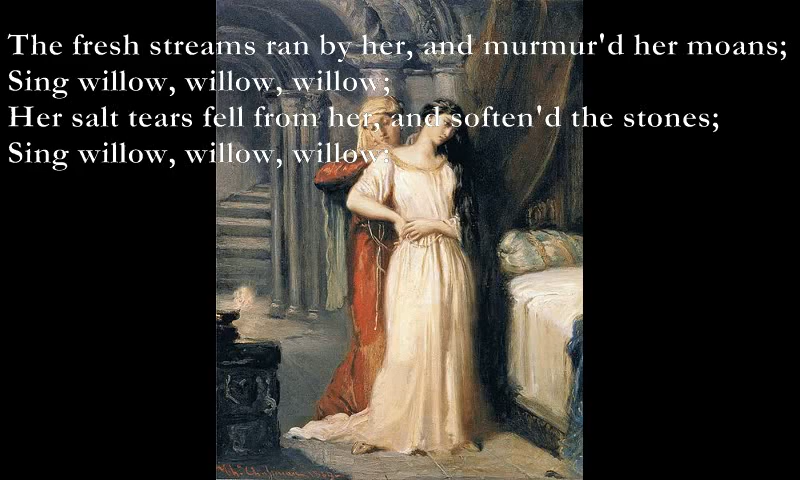 The fresh streams ran by her, and murmur'd her moans;
Sing willow, willow, willow;
Her salt tears fell from her, and soften'd the stones;
Sing willow, willow, willow;